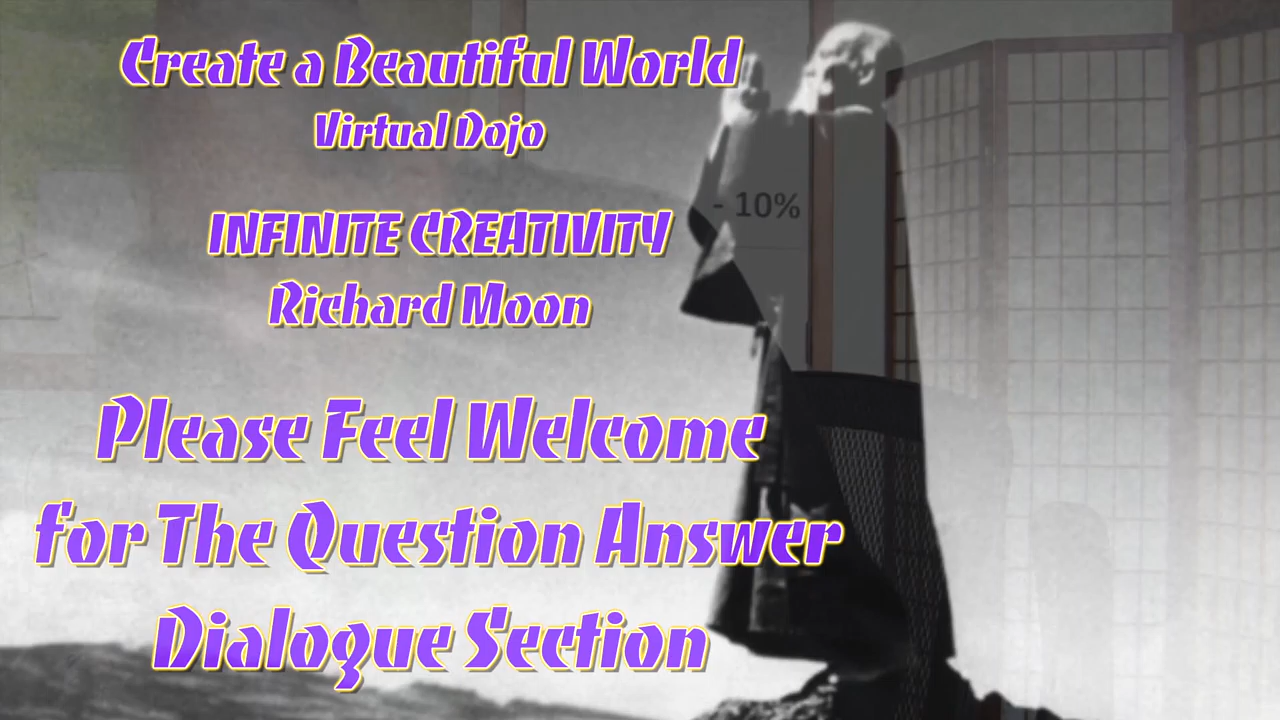 Create a Beautiful World
Virtual Dojo
INFINITE CREATIVITY
Richard Moon
- 10%
Please Feel Welcome
for The Question Answer
Dialogue Section